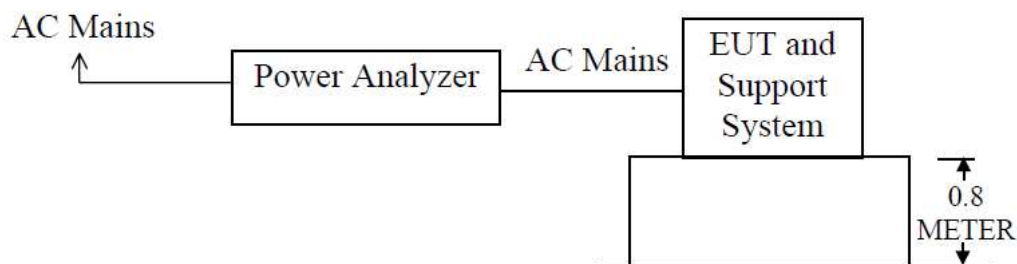 AC Mains
Power Analyzer
AC Mains
EUT and
Support
System
0.8
METER